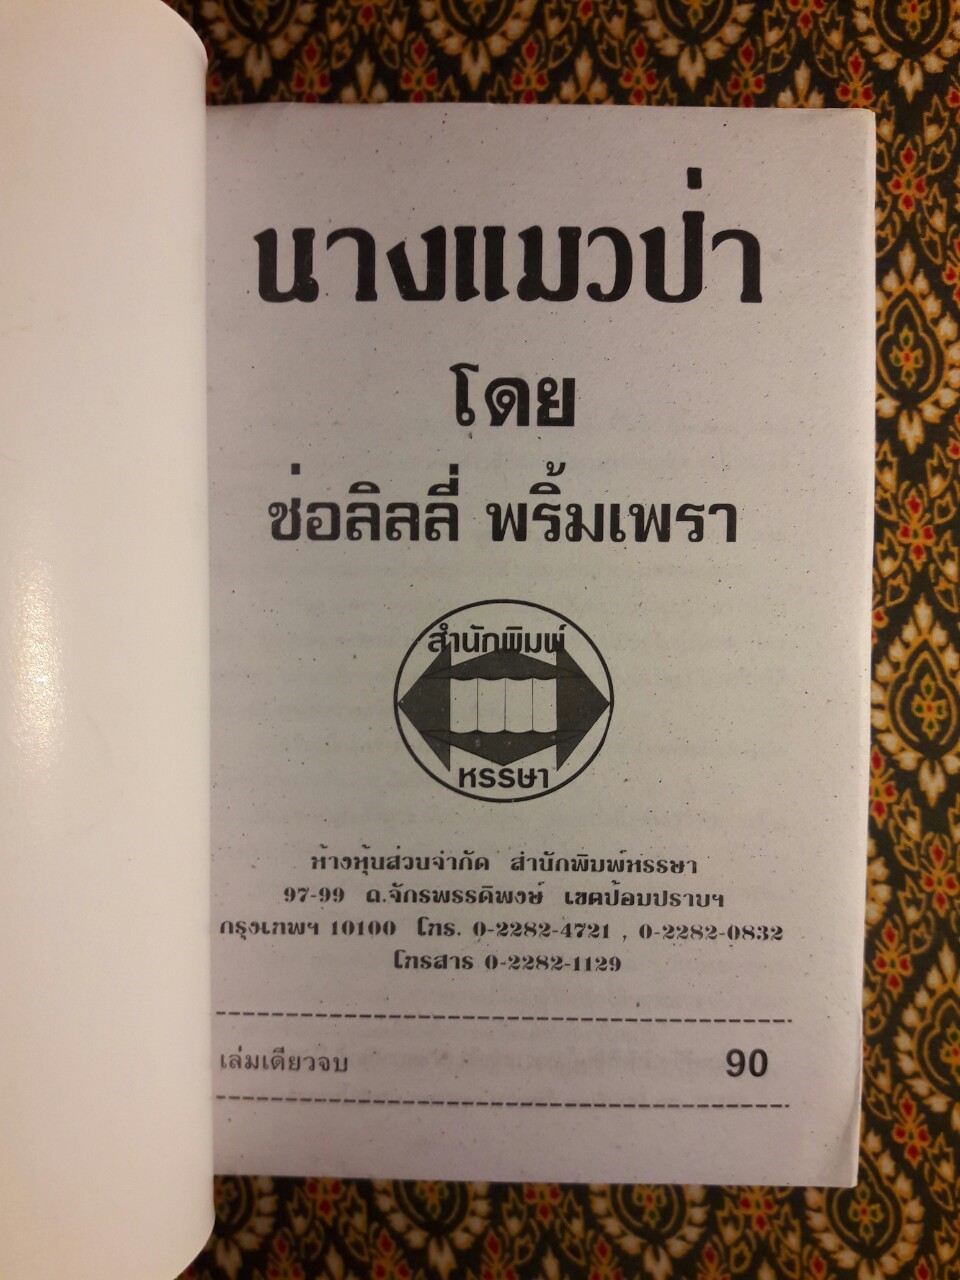 นางแมวป่า
โดย
ช่อลิลลี่ พริ้มเพรา
สำนักพิมพ์
หรรษา
ห้างหุ้นส่วนจำกัด สำนักพิมพ์หรรษา
97-99 ถ.จักรพรรดิพงษ์ เขตป้อมปราบฯ
กรุงเทพฯ 10100 โทร. 0-2282-4721 , 0-2282-0832
โทรสาร 0-2282-1129
เล่มเดียวจบ 90